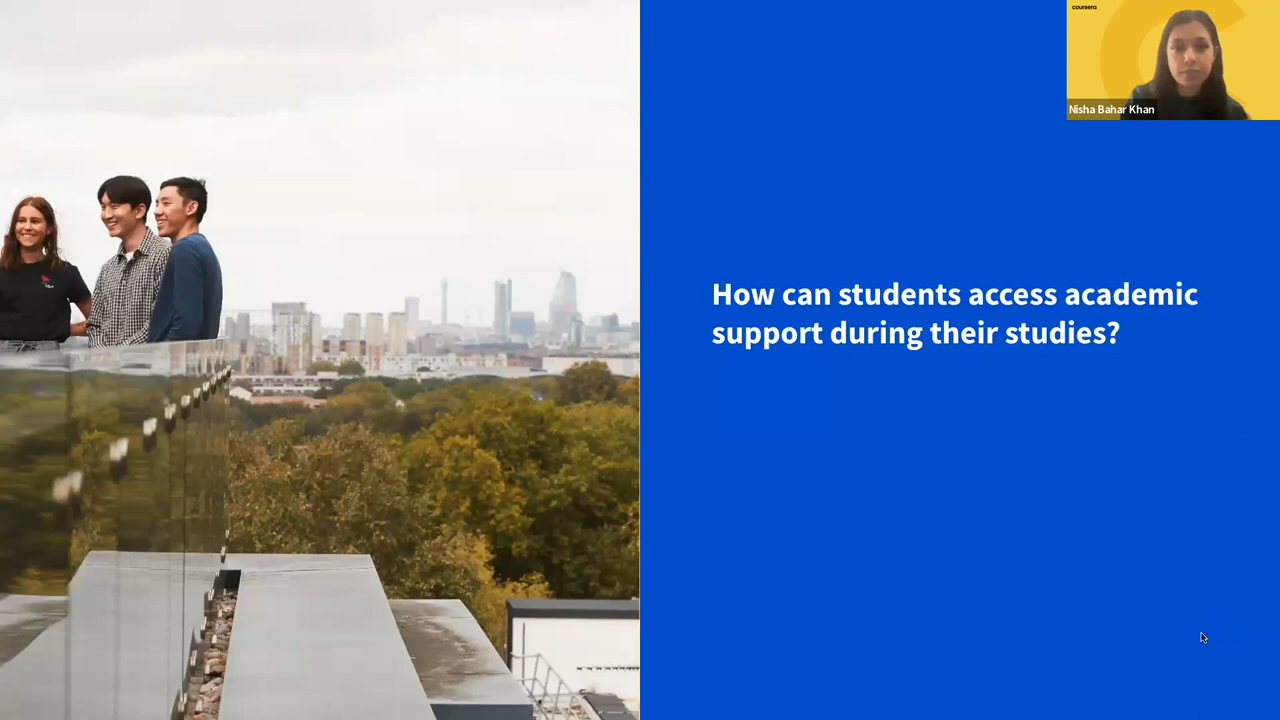 coursera
Nisha Bahar Khan
How can students access academic
support during their studies?